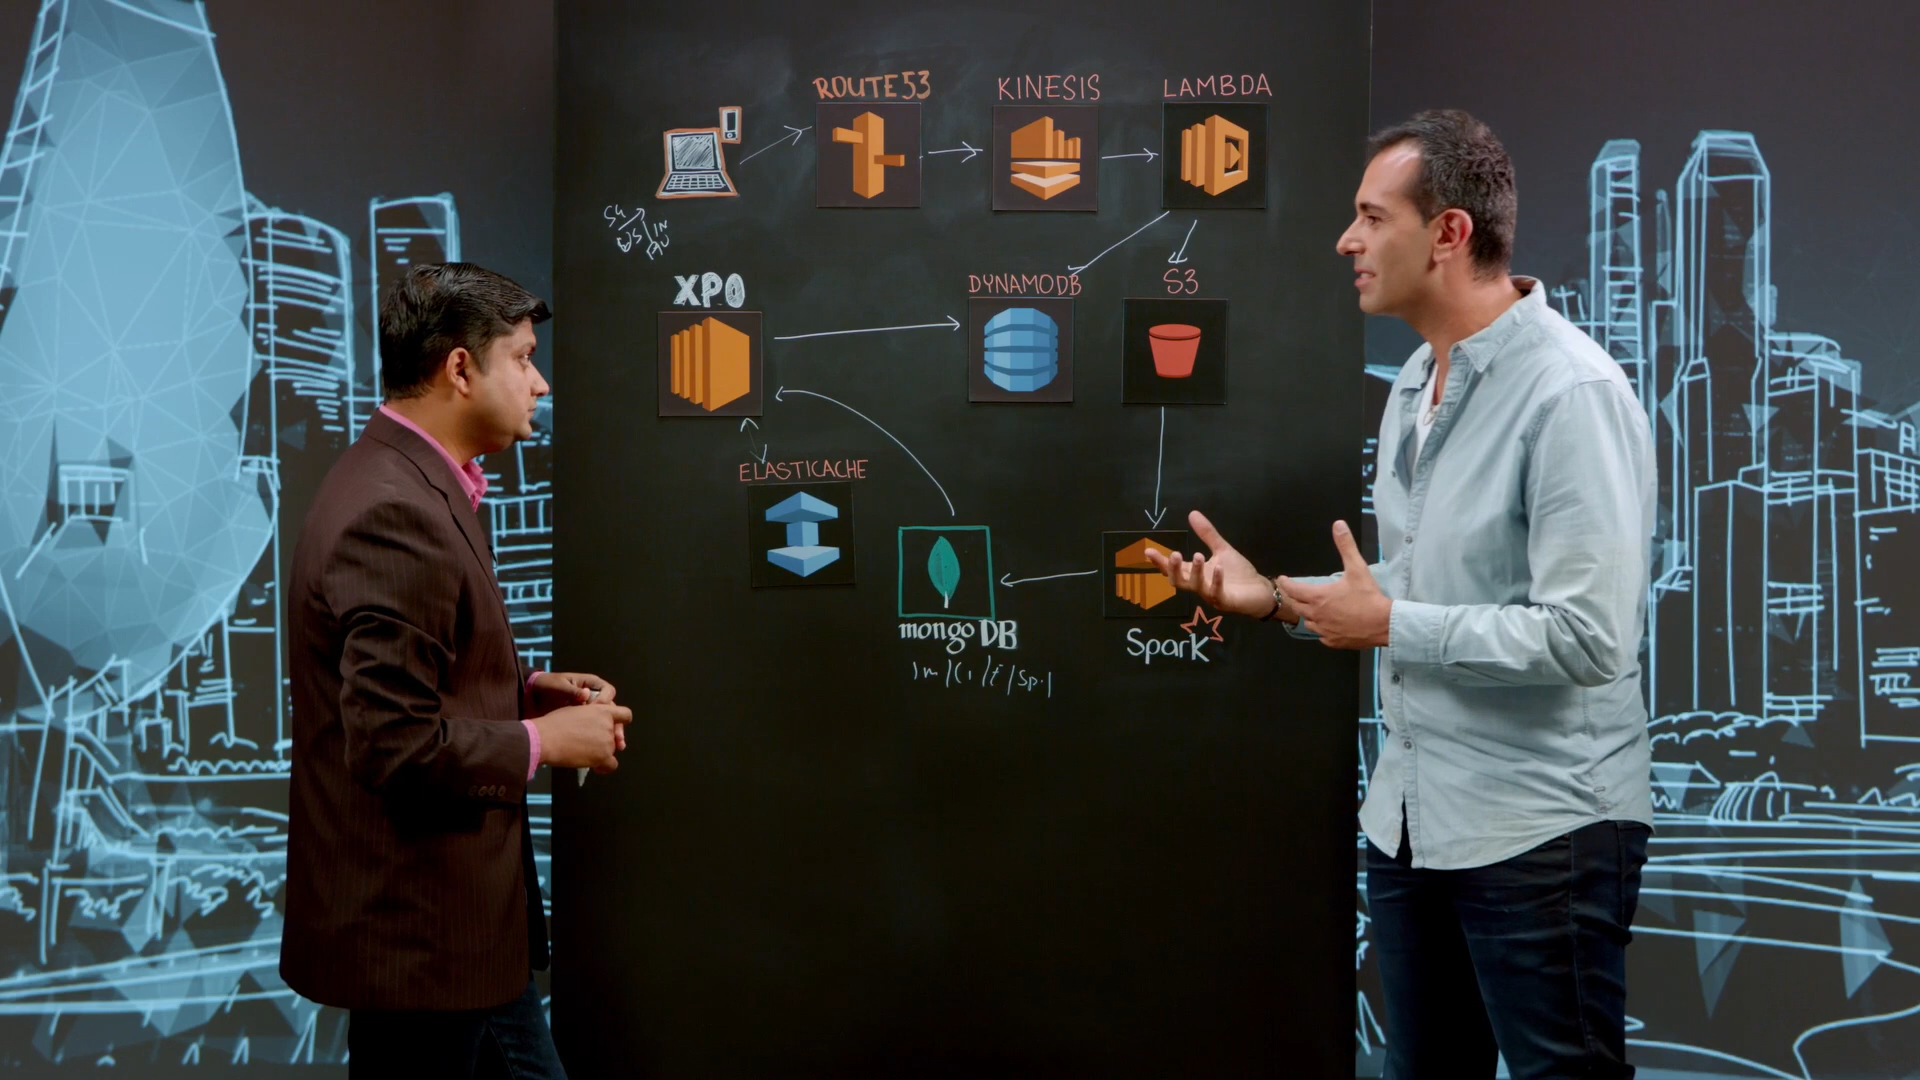 ROUTE53
KINESIS
LAMBDA
XPO
DYNAMODB
S3
ELASTICACHE
mongoDB
Spark